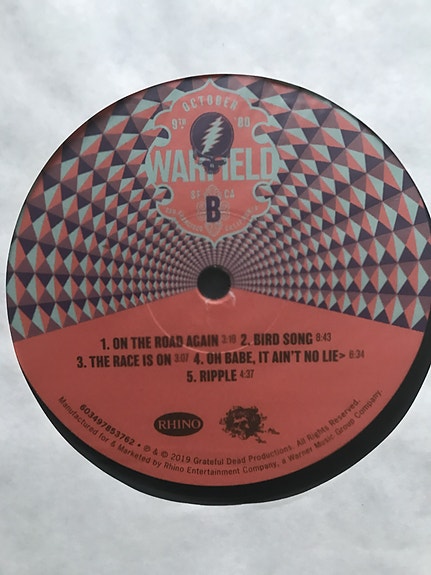 OCTOBER
9TH 80
WARFIELD
SF CA
B
1. ON THE ROAD AGAIN 3:19 2. BIRD SONG 8:43
3. THE RACE IS ON 3:07 4. OH BABE, IT AIN'T NO LIE> 6:34
5. RIPPLE 4:37
RHINO
603497853762 • ℗ & © 2019 Grateful Dead Productions. All Rights Reserved.
Manufactured for & Marketed by Rhino Entertainment Company, a Warner Music Group Company.